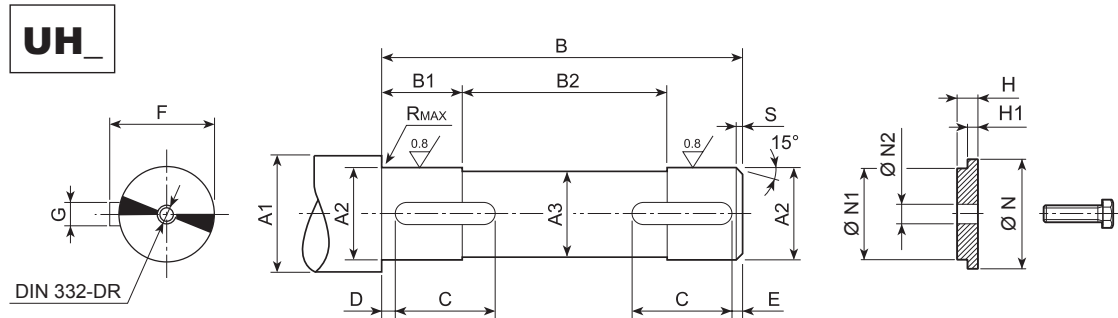 UH_
B
B1
B2
H
H1
F
RMAX
S
0.8
0.8
15°
Ø N2
G
A1
A2
A3
A2
Ø N1
Ø N
DIN 332-DR
D
C
C
E